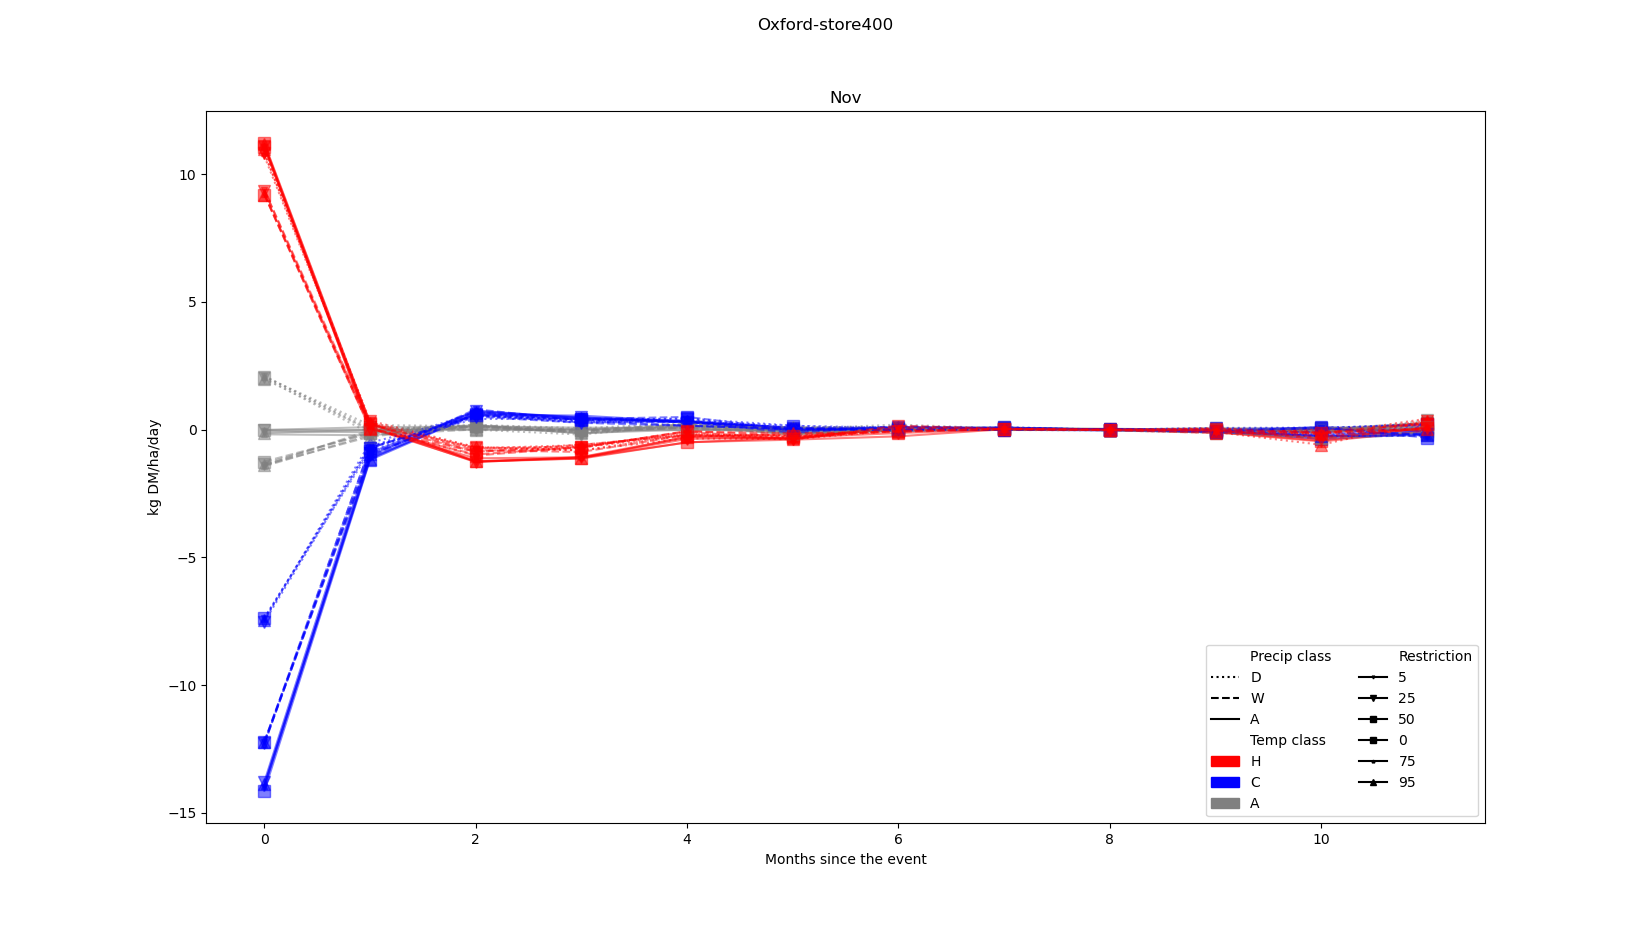 Oxford-store400
Nov
10
5
0
−5
−10
−15
kg DM/ha/day
0 2 4 6 8 10
Months since the event
Precip class
D
W
A
Temp class
H
C
A
Restriction
5
25
50
0
75
95